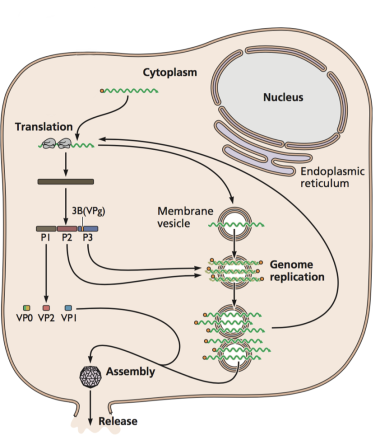 Cytoplasm
Nucleus
Translation
Endoplasmic
reticulum
3B(VPg)
Membrane
vesicle
P1 P2 P3
Genome
replication
VP0 VP2 VP1
Assembly
Release